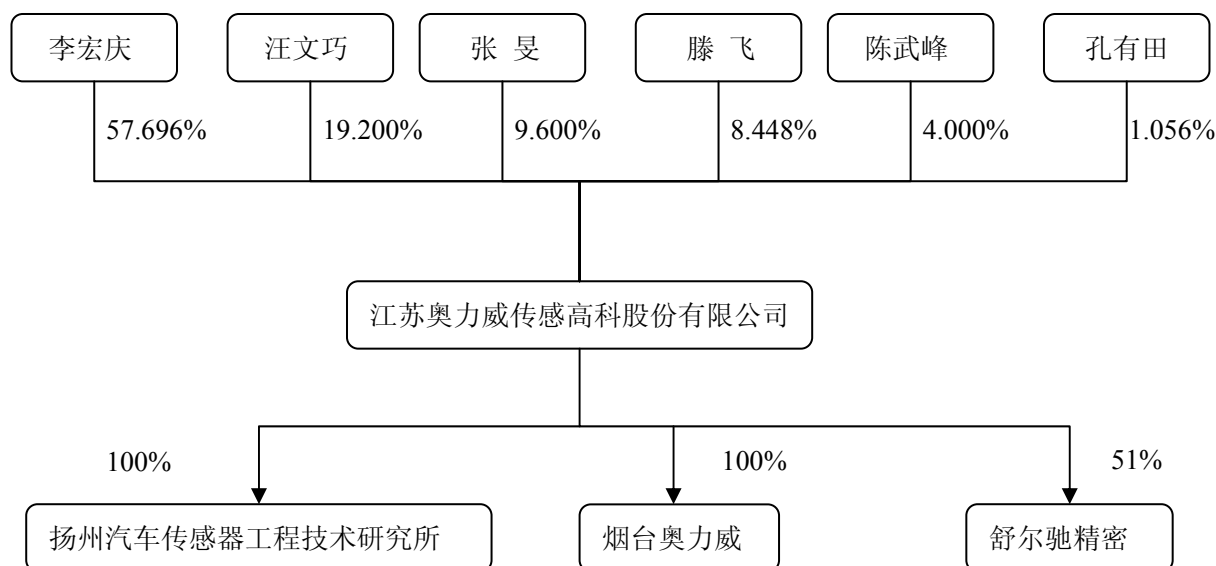 李宏庆
汪文巧
张 旻
滕 飞
陈武峰
孔有田
57.696%
19.200%
9.600%
8.448%
4.000%
1.056%
江苏奥力威传感高科股份有限公司
100%
100%
51%
扬州汽车传感器工程技术研究所
烟台奥力威
舒尔驰精密